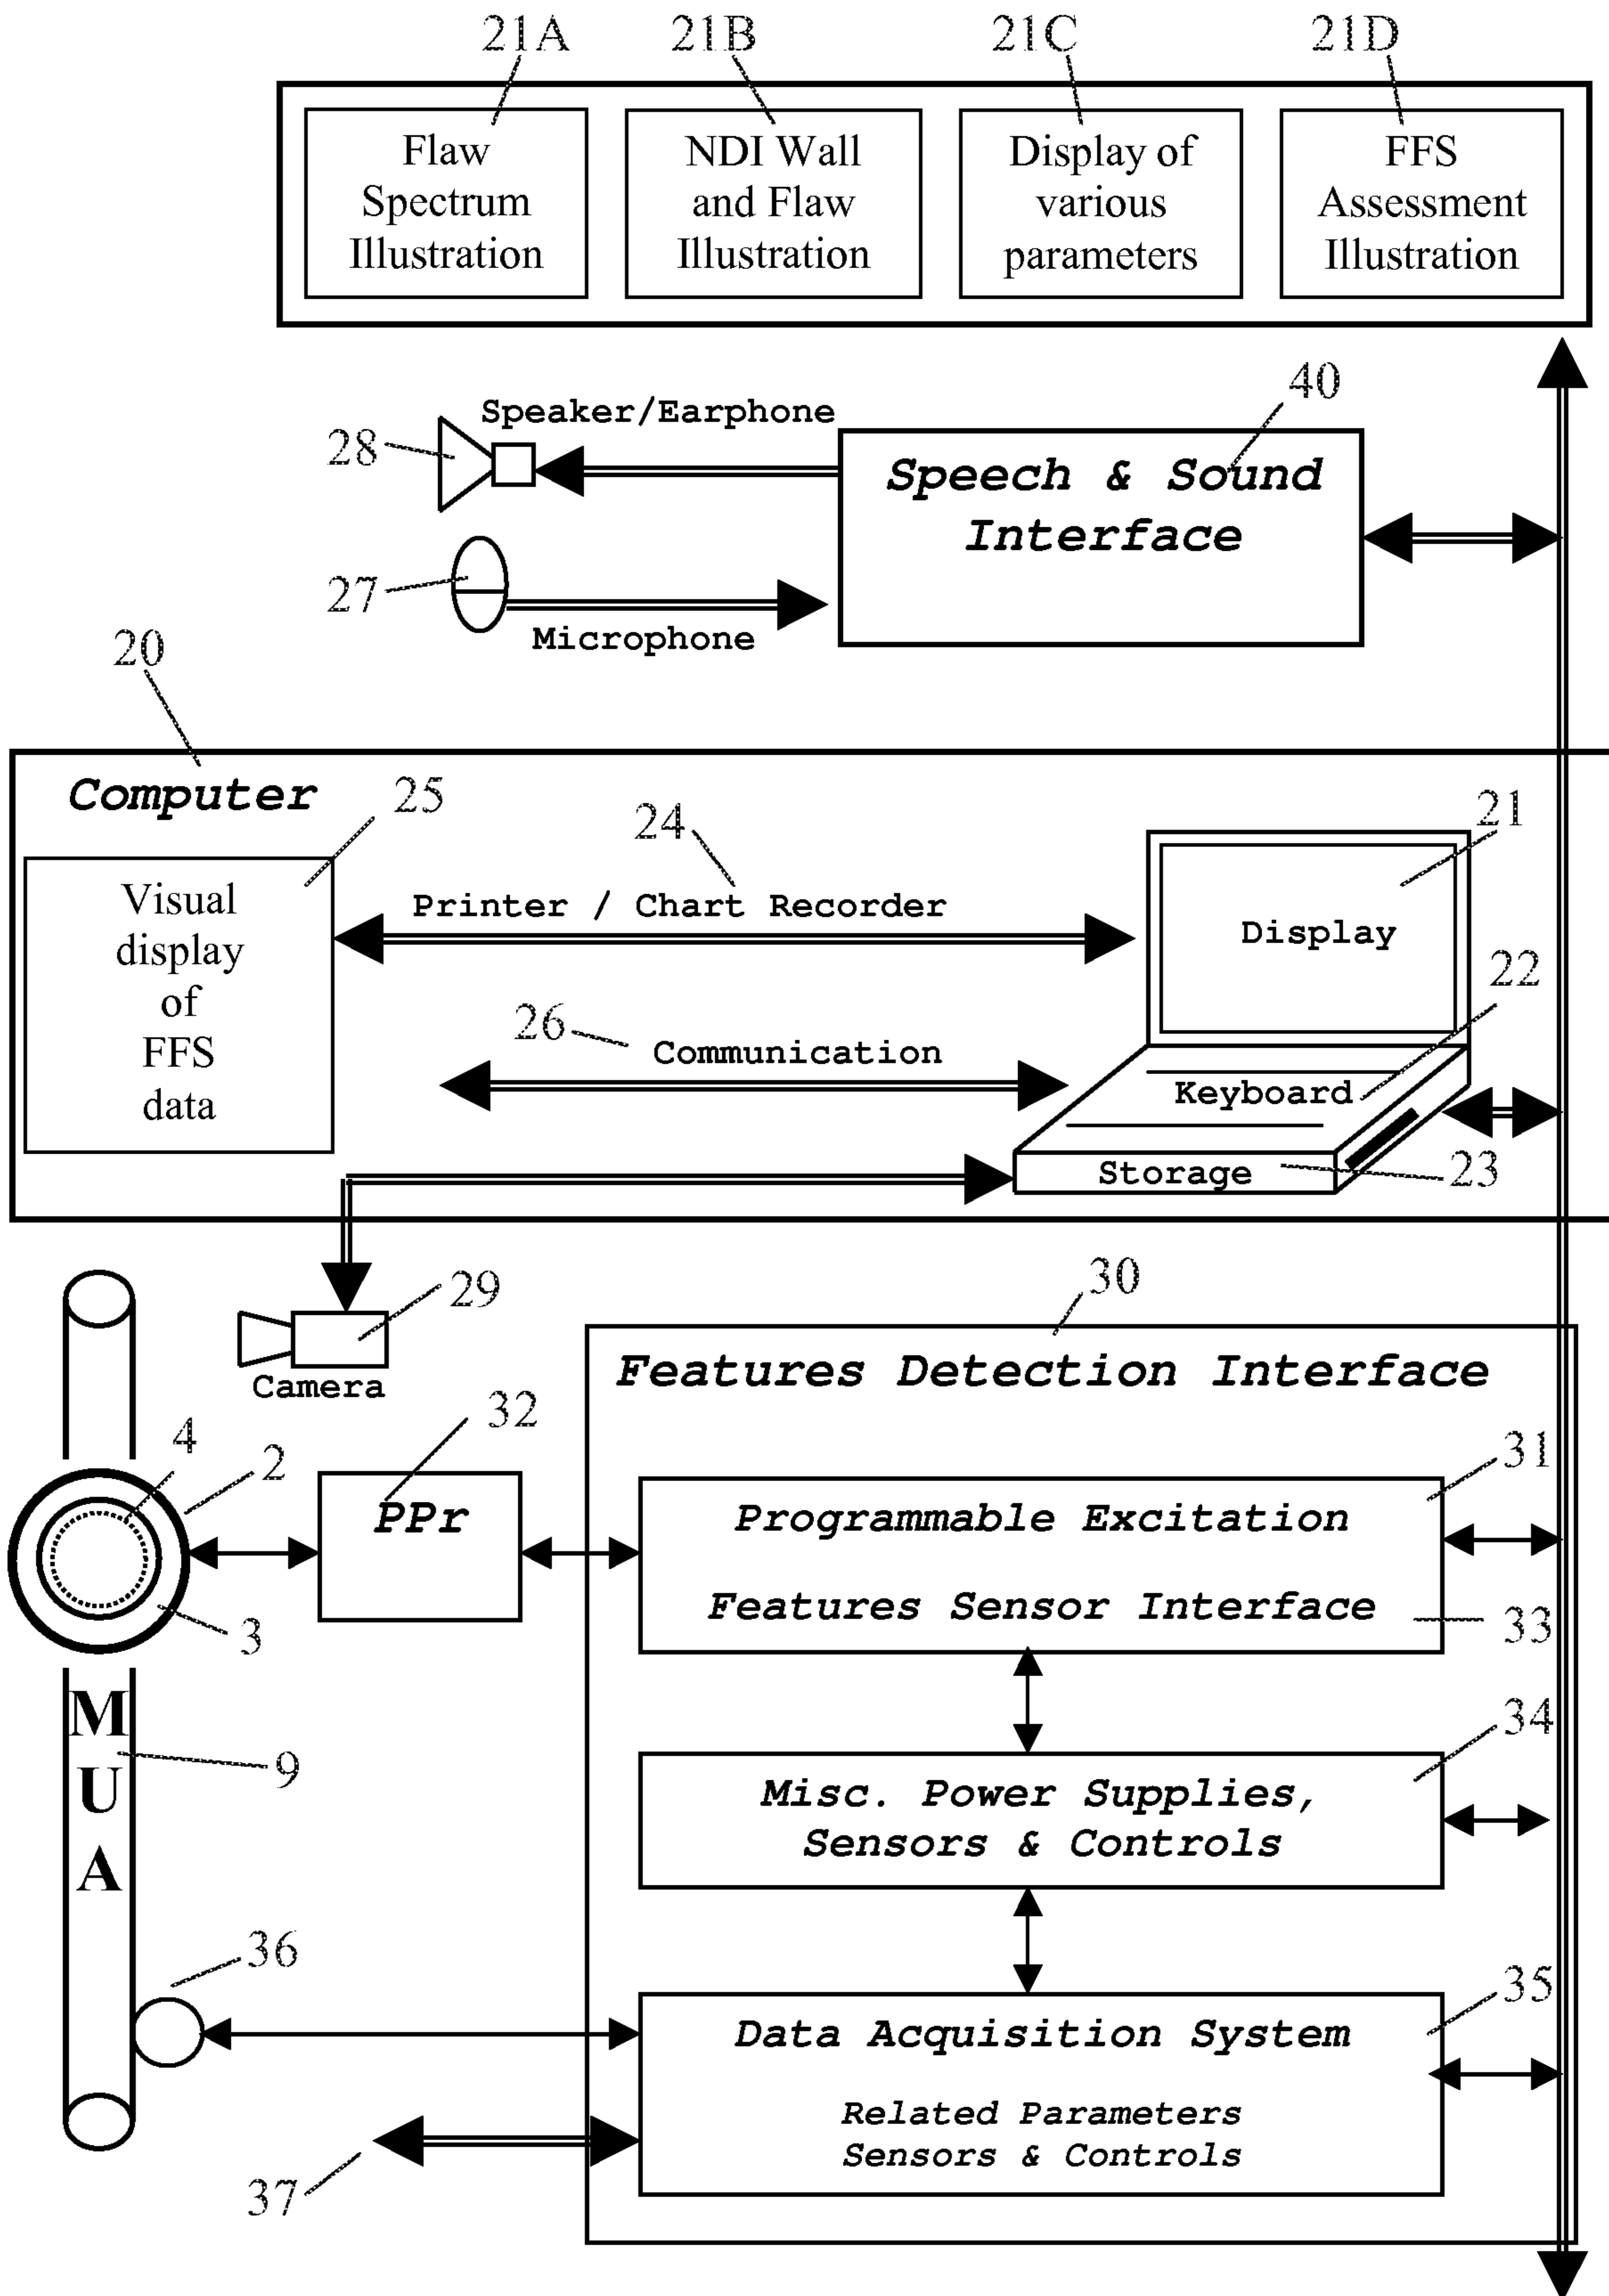 21A 21B 21C 21D
Flaw
Spectrum
Illustration
NDI Wall
and Flaw
Illustration
Display of
various
parameters
FFS
Assessment
Illustration
40
Speaker/Earphone
28
Speech & Sound
Interface
27
Microphone
20
Computer
25
24
21
Visual
display
of
FFS
data
Printer / Chart Recorder
Display
22
26
Communication
Keyboard
Storage
23
29
Camera
30
Features Detection Interface
32
4
2
PPr
31
Programmable Excitation
Features Sensor Interface
33
3
M
U
A
9
34
Misc. Power Supplies,
Sensors & Controls
36
35
Data Acquisition System
Related Parameters
Sensors & Controls
37